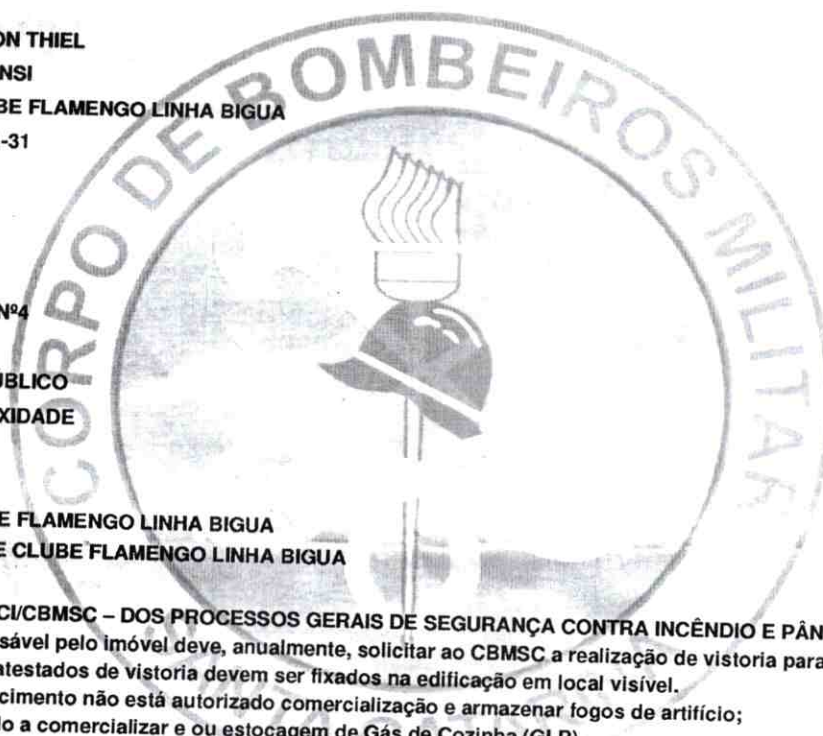 CORPO DE BOMBEIROS MILITAR
SANTA
ON THIEL
NSI
BE FLAMENGO LINHA BIGUA
-31
Nº4
ÚBLICO
XIDADE
E FLAMENGO LINHA BIGUA
E CLUBE FLAMENGO LINHA BIGUA
CI/CBMSC – DOS PROCESSOS GERAIS DE SEGURANÇA CONTRA INCÊNDIO E PÂN
sável pelo imóvel deve, anualmente, solicitar ao CBMSC a realização de vistoria para
atestados de vistoria devem ser fixados na edificação em local visível.
cimento não está autorizado comercialização e armazenar fogos de artifício;
do a comercializar e ou estocagem de Gás de Cozinha (GLP)